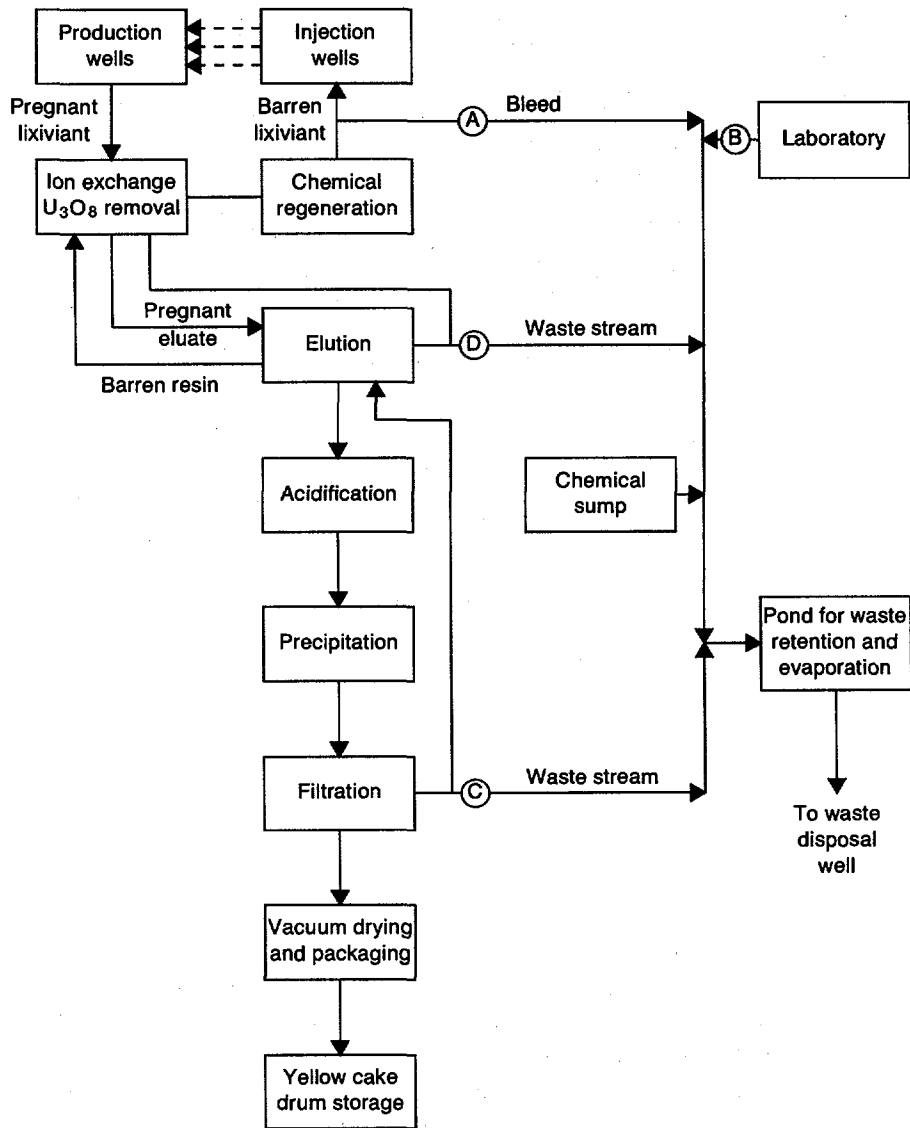 Production
wells
Injection
wells
Pregnant
lixiviant
Barren
lixiviant
A
Bleed
B
Laboratory
Ion exchange
U₃O₈ removal
Chemical
regeneration
Pregnant
eluate
Elution
D
Waste stream
Barren resin
Acidification
Chemical
sump
Precipitation
Pond for waste
retention and
evaporation
Filtration
C
Waste stream
To waste
disposal
well
Vacuum drying
and packaging
Yellow cake
drum storage